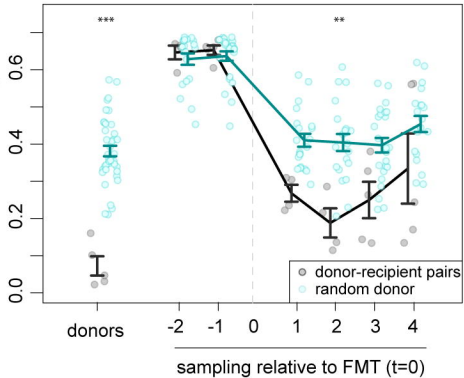 *** **
0.6
0.4
0.2
0.0
donor-recipient pairs
random donor
donors -2 -1 0 1 2 3 4
sampling relative to FMT (t=0)